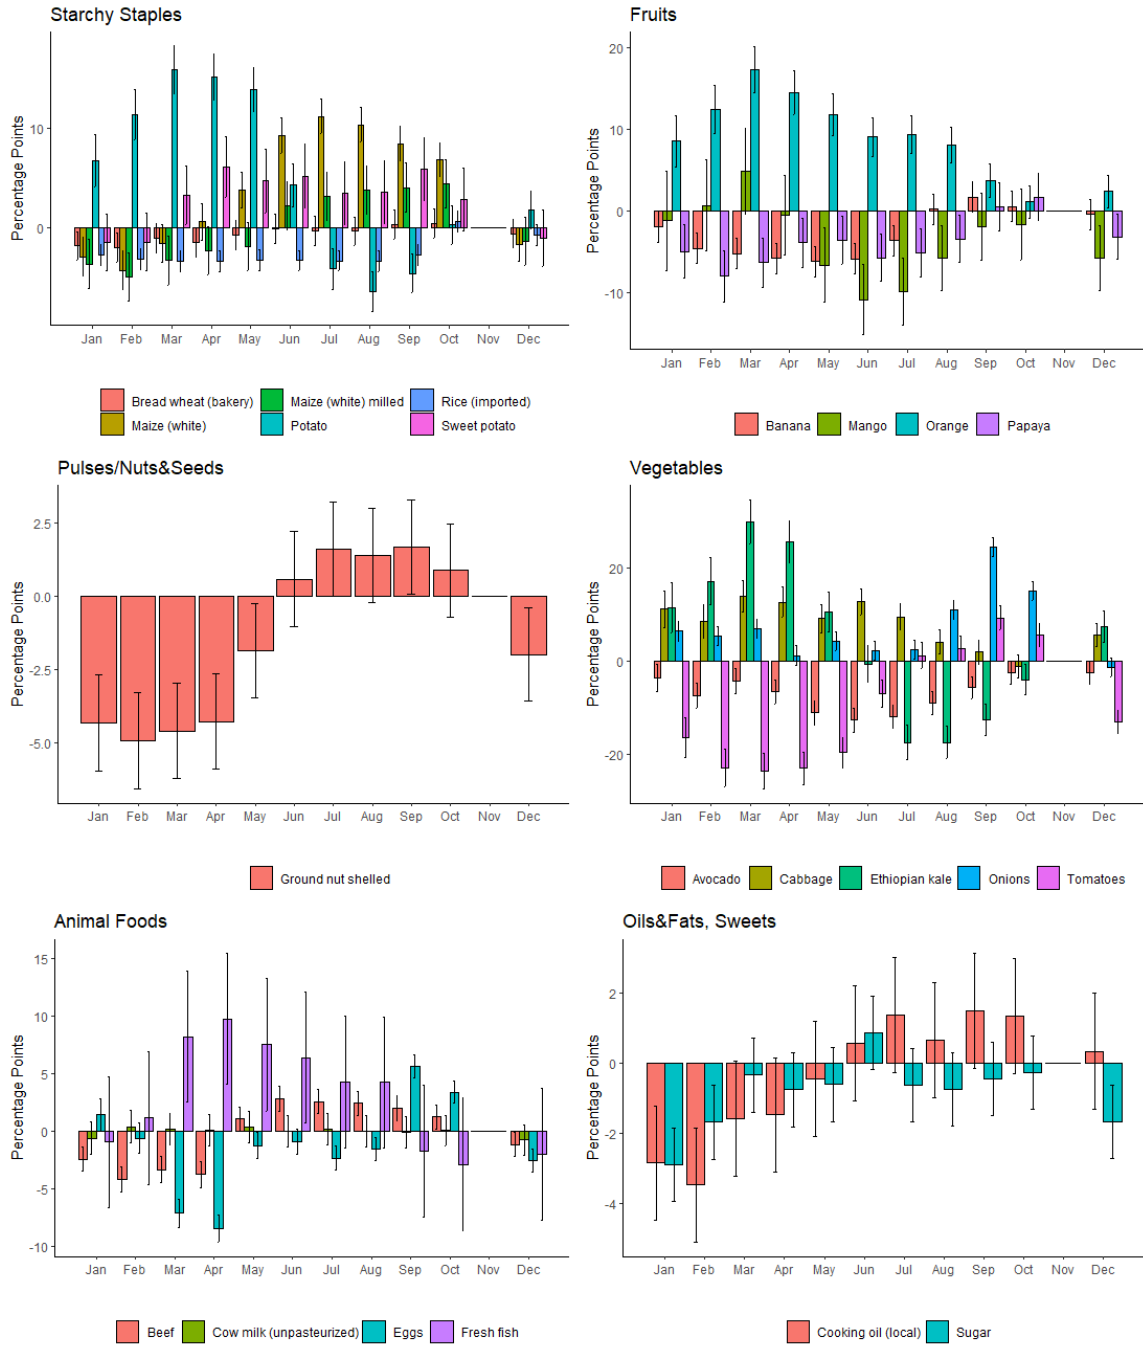 Starchy Staples
Percentage Points
10
0
Jan Feb Mar Apr May Jun Jul Aug Sep Oct Nov Dec
Bread wheat (bakery) Maize (white) milled Rice (imported)
Maize (white) Potato Sweet potato
Fruits
Percentage Points
20
10
0
-10
Jan Feb Mar Apr May Jun Jul Aug Sep Oct Nov Dec
Banana Mango Orange Papaya
Pulses/Nuts&Seeds
Percentage Points
2.5
0.0
-2.5
-5.0
Jan Feb Mar Apr May Jun Jul Aug Sep Oct Nov Dec
Ground nut shelled
Vegetables
Percentage Points
20
0
-20
Jan Feb Mar Apr May Jun Jul Aug Sep Oct Nov Dec
Avocado Cabbage Ethiopian kale Onions Tomatoes
Animal Foods
Percentage Points
15
10
5
0
-5
-10
Jan Feb Mar Apr May Jun Jul Aug Sep Oct Nov Dec
Beef Cow milk (unpasteurized) Eggs Fresh fish
Oils&Fats, Sweets
Percentage Points
2
0
-2
-4
Jan Feb Mar Apr May Jun Jul Aug Sep Oct Nov Dec
Cooking oil (local) Sugar